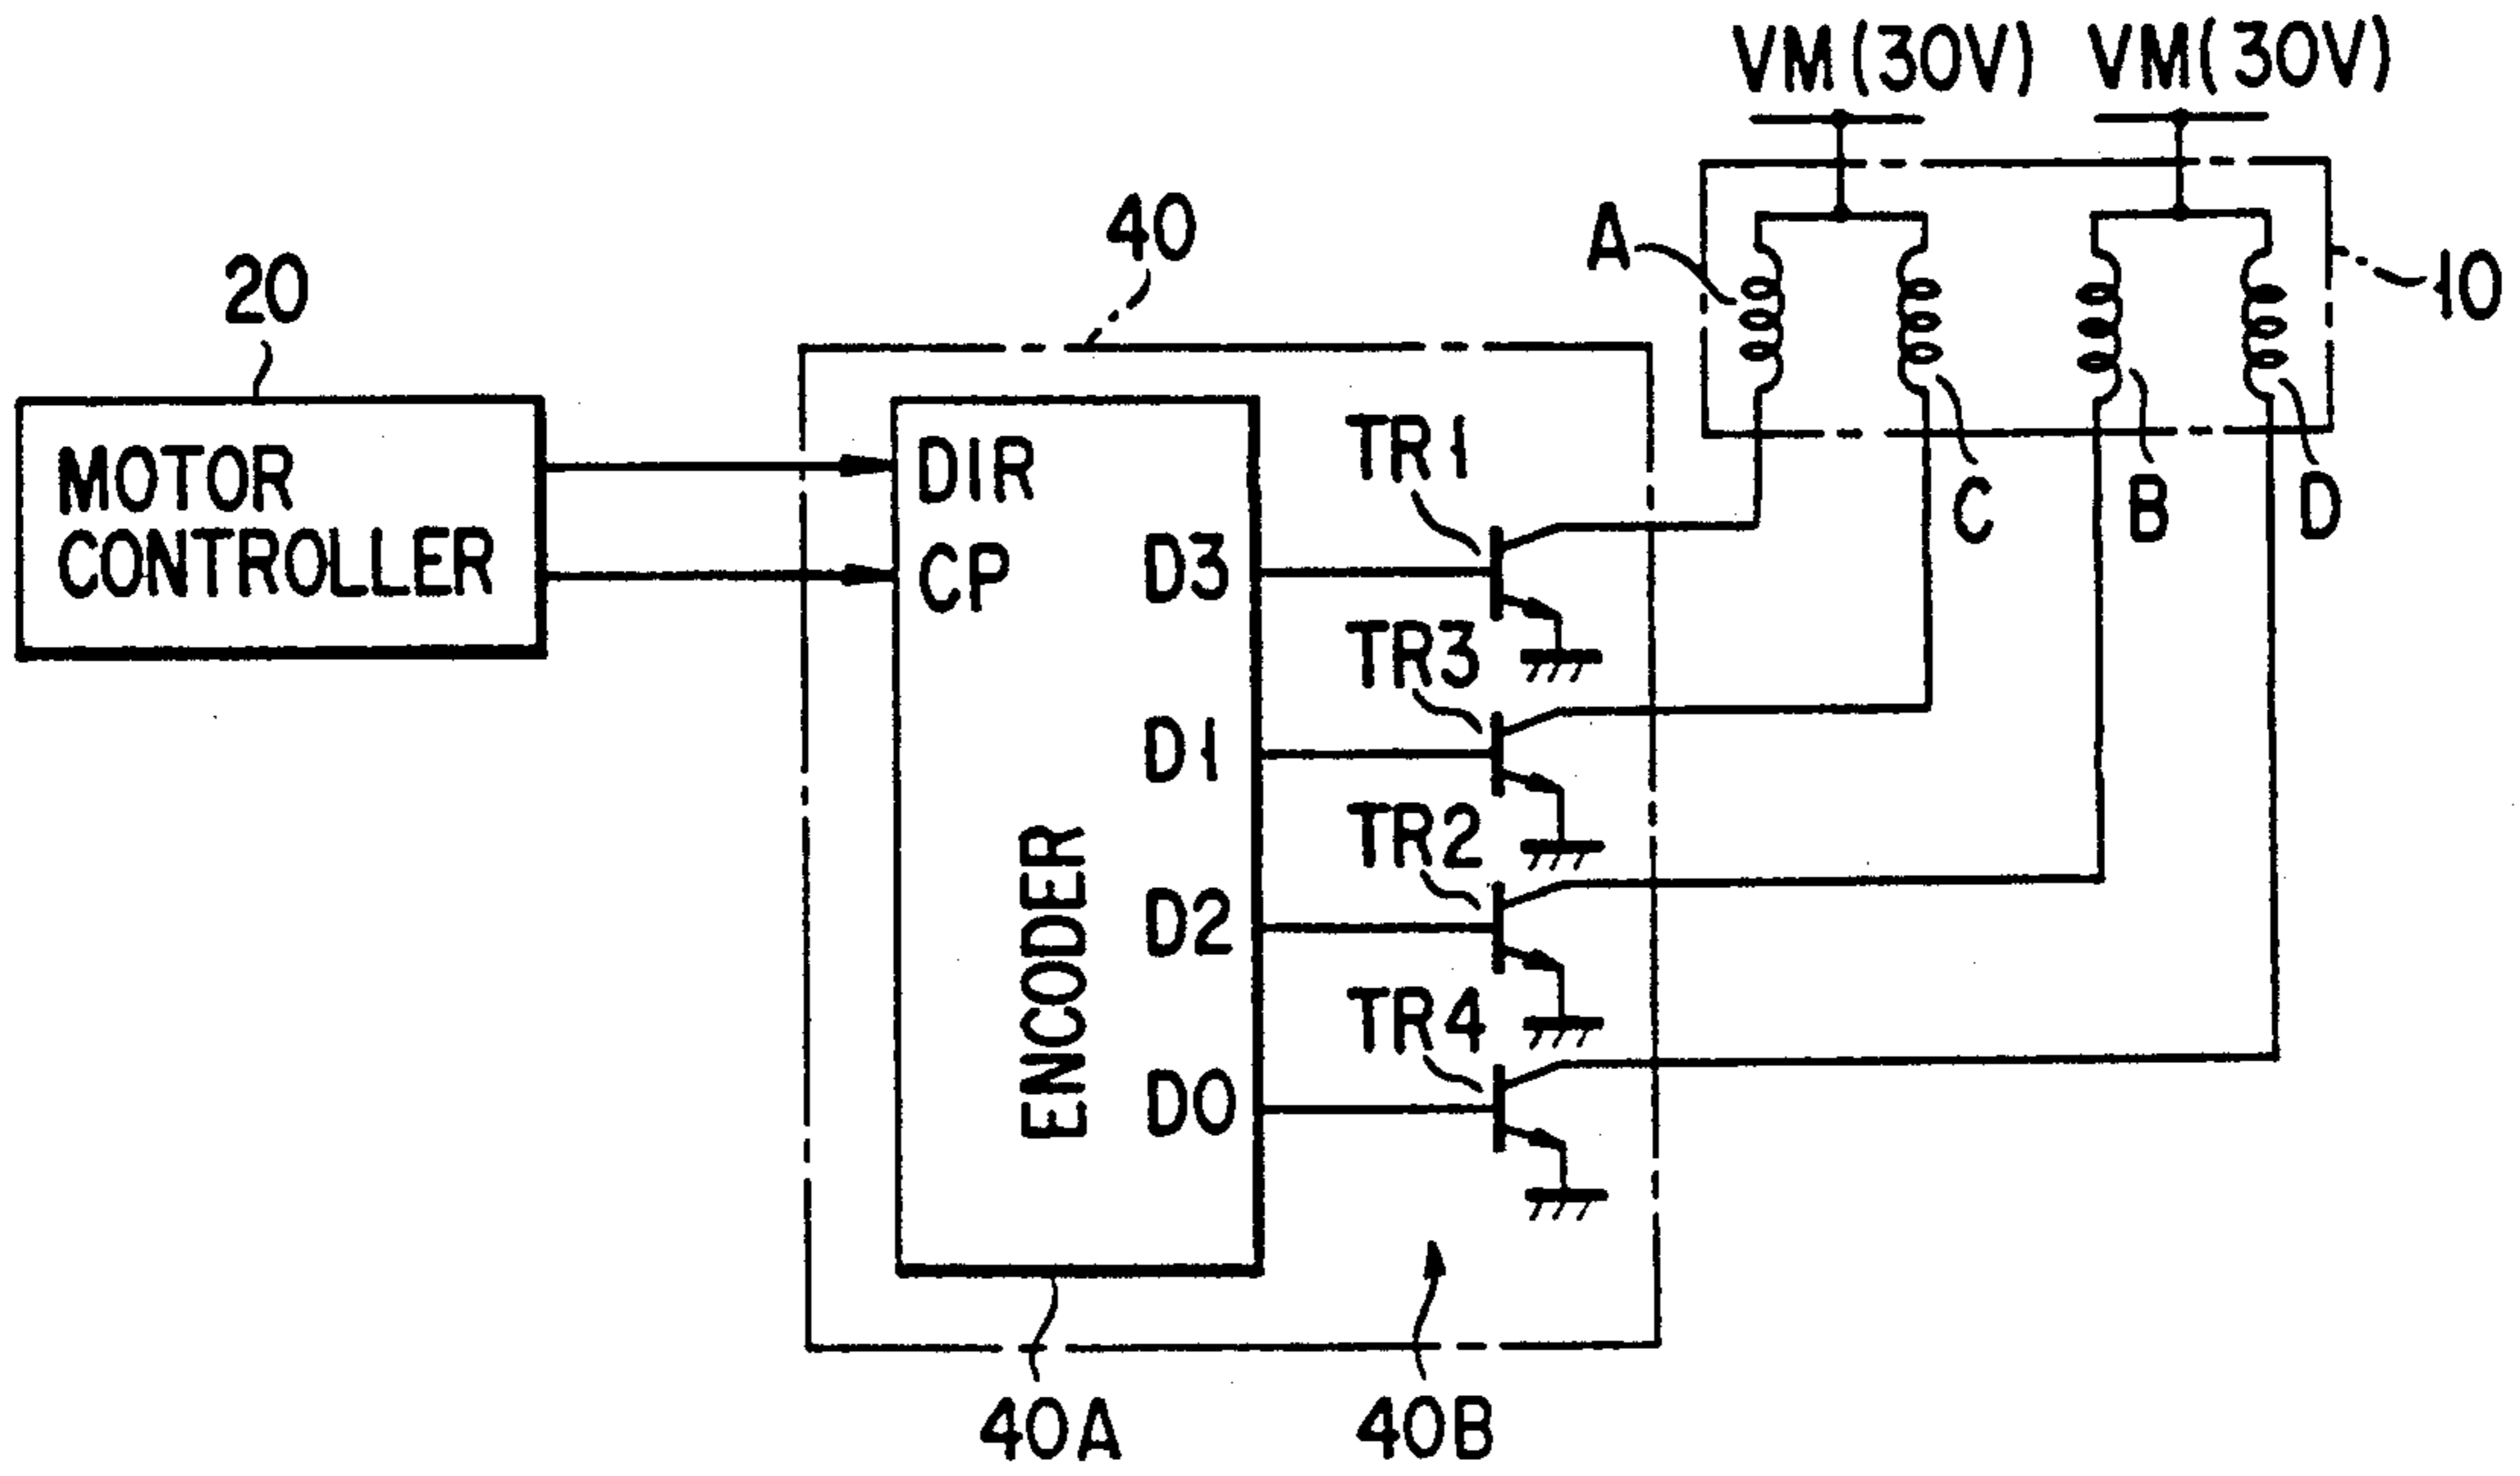 VM(30V) VM(30V)
40
A
20
10
MOTOR
CONTROLLER
DIR
CP
TR1
C
B
D
D3
TR3
D1
TR2
D2
ENCODER
TR4
D0
40A
40B